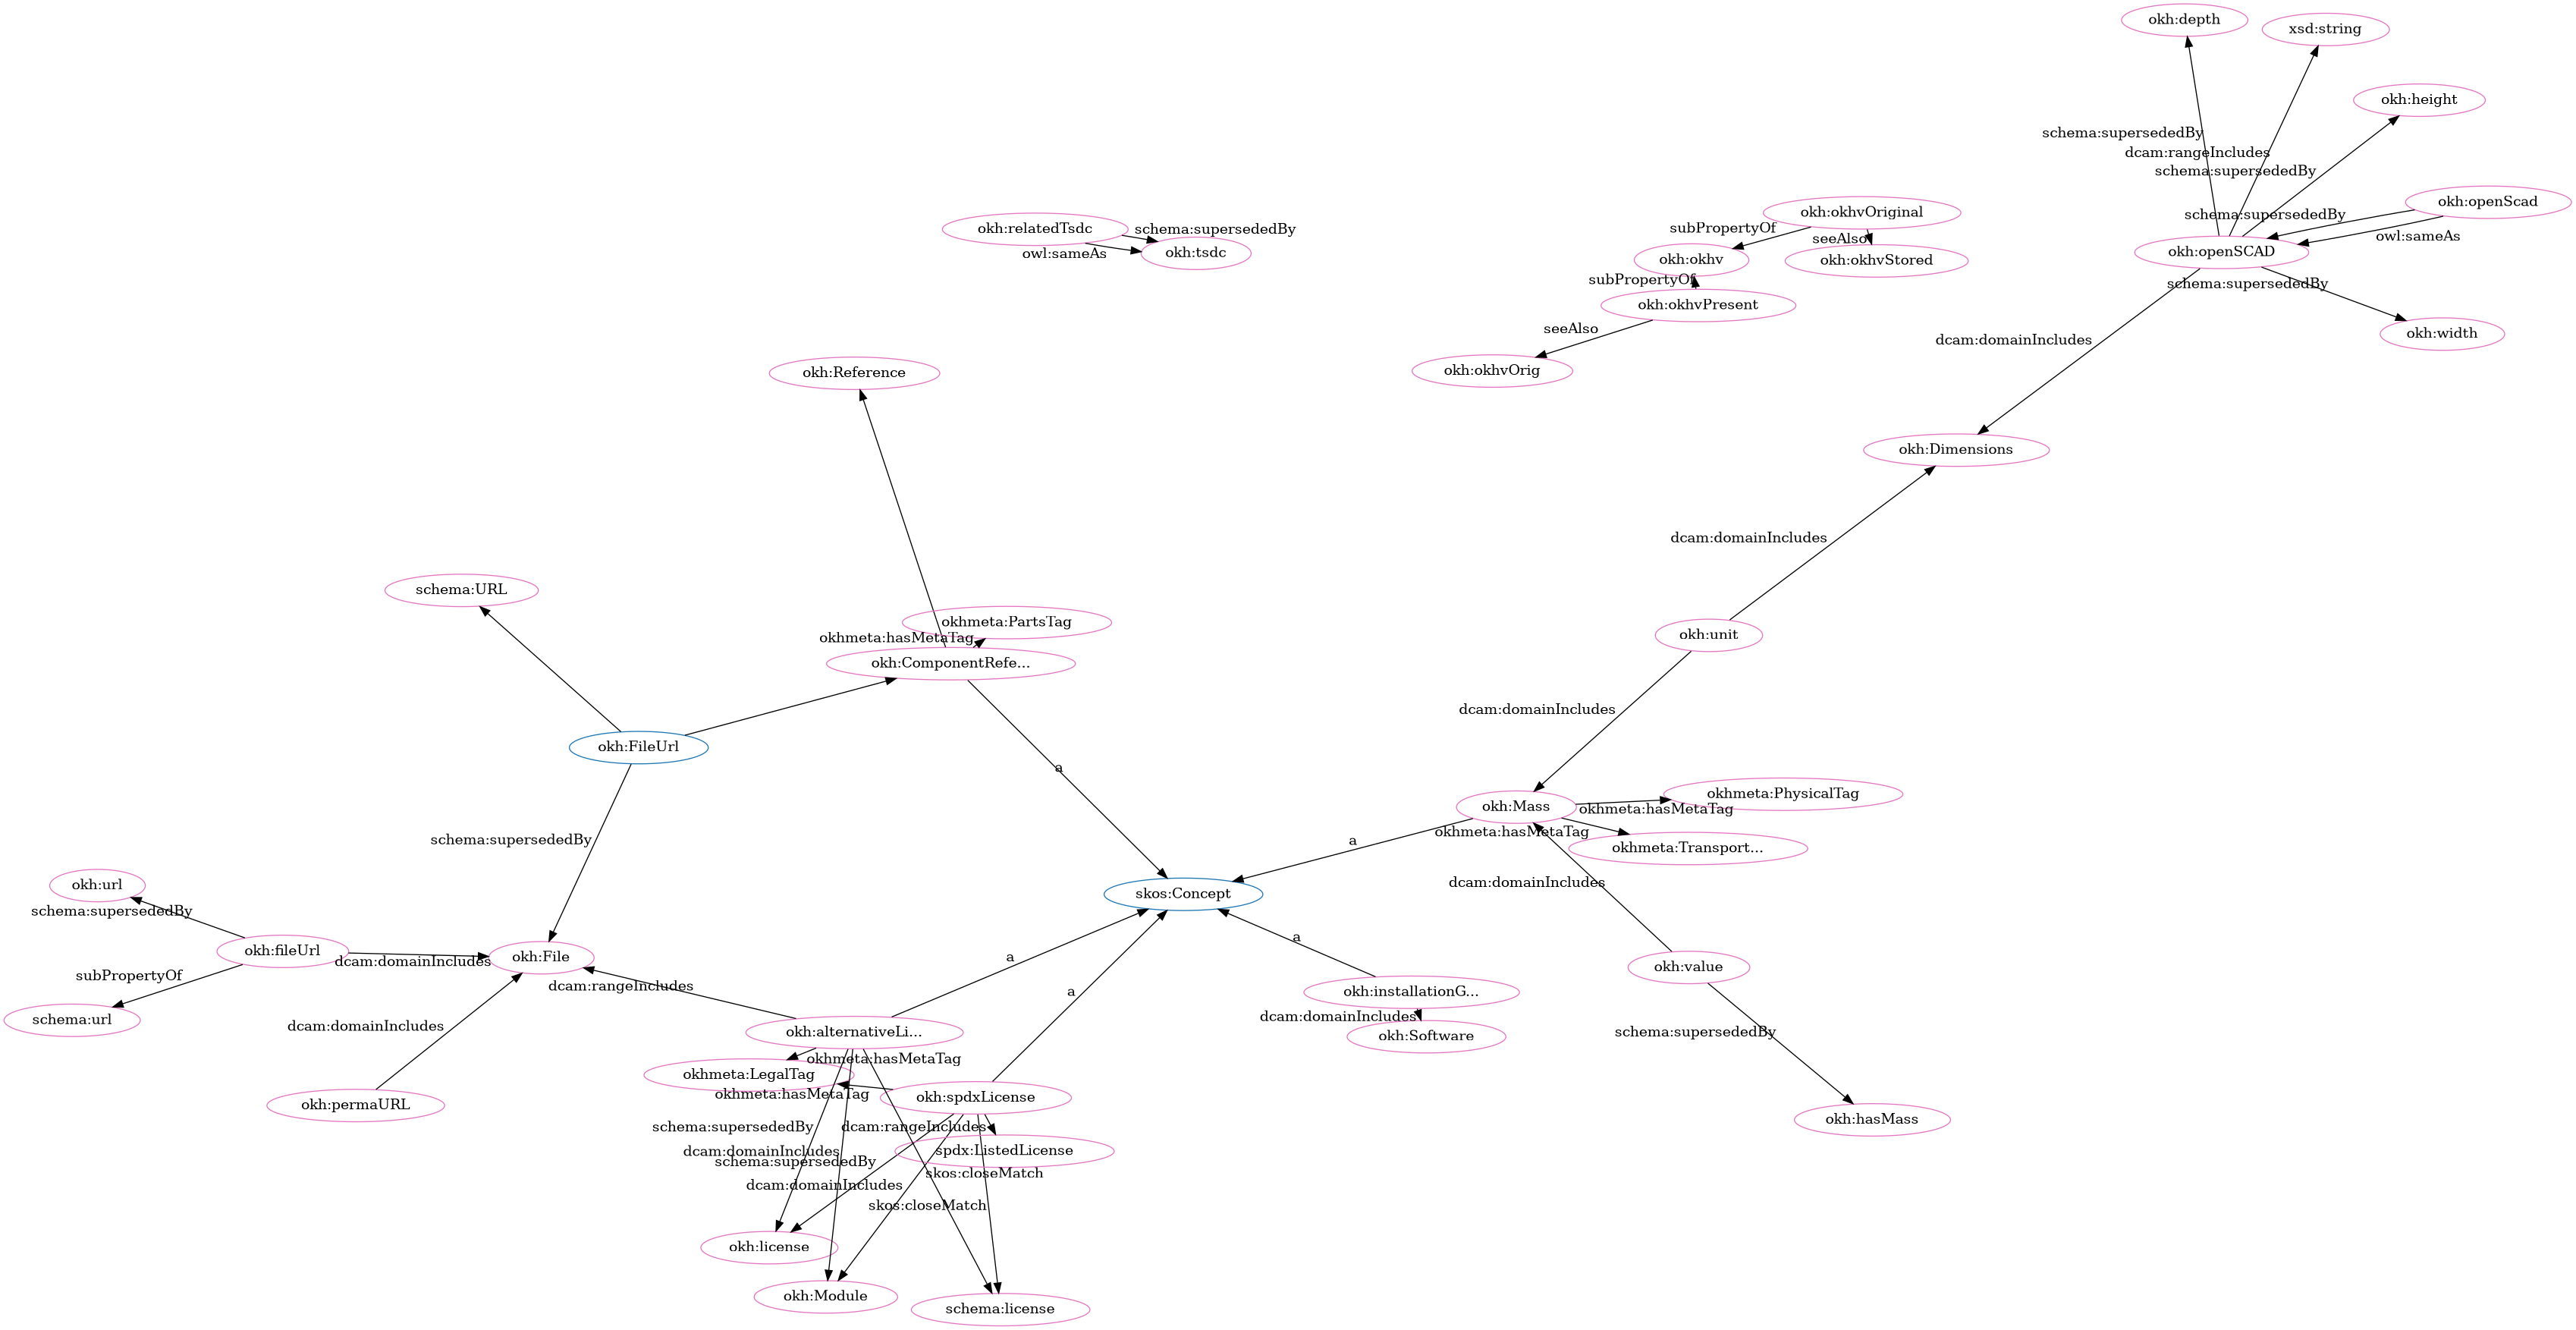 okh:depth
xsd:string
okh:height
schema:supersededBy
dcam:rangeIncludes
schema:supersededBy
okh:openScad
okh:okhvOriginal
schema:supersededBy
okh:relatedTsdc
schema:supersededBy
subPropertyOf
seeAlso
owl:sameAs
okh:openSCAD
owl:sameAs
okh:tsdc
okh:okhv
okh:okhvStored
subPropertyOf
schema:supersededBy
okh:okhvPresent
seeAlso
okh:width
dcam:domainIncludes
okh:Reference
okh:okhvOrig
okh:Dimensions
dcam:domainIncludes
schema:URL
okhmeta:PartsTag
okhmeta:hasMetaTag
okh:unit
okh:ComponentRefe...
dcam:domainIncludes
okh:FileUrl
a
okhmeta:PhysicalTag
okh:Mass
okhmeta:hasMetaTag
okhmeta:hasMetaTag
schema:supersededBy
a
okhmeta:Transport...
okh:url
dcam:domainIncludes
skos:Concept
schema:supersededBy
a
okh:fileUrl
okh:File
dcam:domainIncludes
a
okh:value
subPropertyOf
dcam:rangeIncludes
a
okh:installationG...
schema:url
dcam:domainIncludes
okh:alternativeLi...
dcam:domainIncludes
okh:Software
schema:supersededBy
okhmeta:hasMetaTag
okhmeta:LegalTag
okhmeta:hasMetaTag
okh:spdxLicense
okh:permaURL
okh:hasMass
schema:supersededBy
dcam:rangeIncludes
dcam:domainIncludes
spdx:ListedLicense
schema:supersededBy
skos:closeMatch
dcam:domainIncludes
skos:closeMatch
okh:license
okh:Module
schema:license